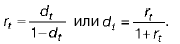 r_t = d_t / (1−d_t) или d_t = r_t / (1+r_t).